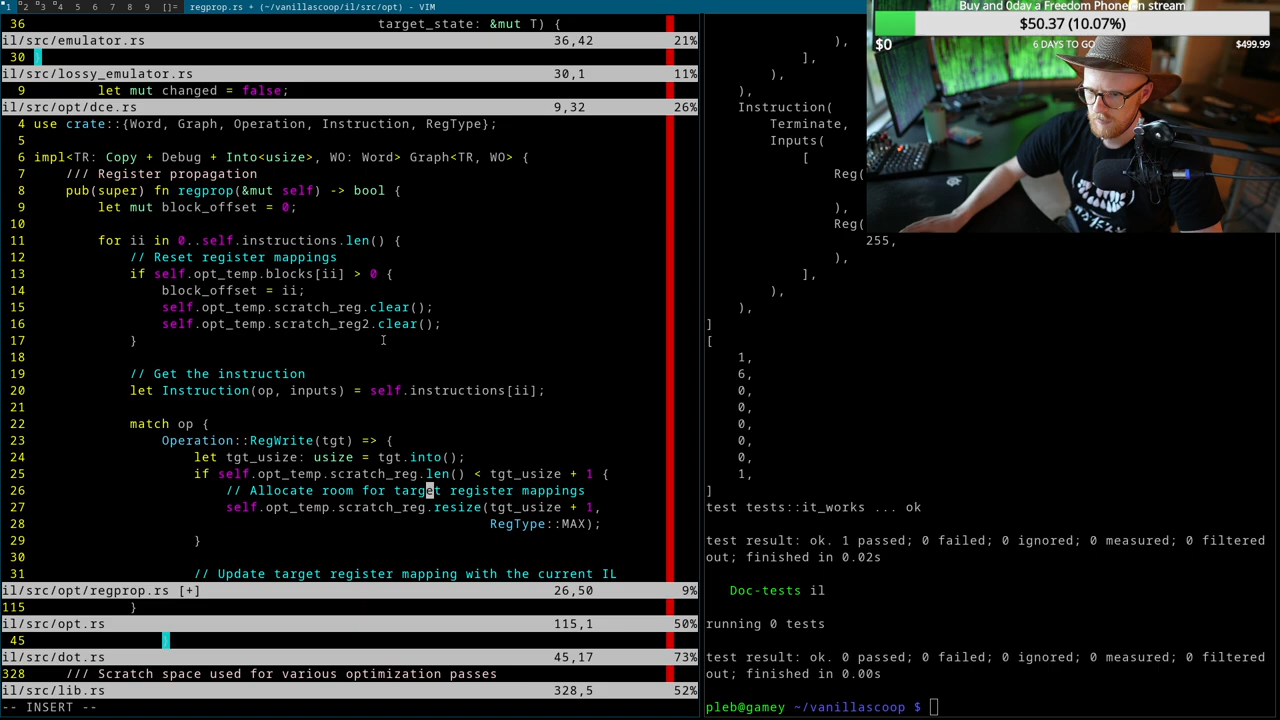 1 2 3 4 5 6 7 8 9 []= regprop.rs + (~/vanillascoop/il/src/opt) - VIM
36 target_state: &mut T) {
il/src/emulator.rs 36,42 21%
30 }
il/src/lossy_emulator.rs 30,1 11%
9 let mut changed = false;
il/src/opt/dce.rs 9,32 26%
4 use crate::{Word, Graph, Operation, Instruction, RegType};
5
6 impl<TR: Copy + Debug + Into<usize>, WO: Word> Graph<TR, WO> {
7 /// Register propagation
8 pub(super) fn regprop(&mut self) -> bool {
9 let mut block_offset = 0;
10
11 for ii in 0..self.instructions.len() {
12 // Reset register mappings
13 if self.opt_temp.blocks[ii] > 0 {
14 block_offset = ii;
15 self.opt_temp.scratch_reg.clear();
16 self.opt_temp.scratch_reg2.clear();
17 }
18
19 // Get the instruction
20 let Instruction(op, inputs) = self.instructions[ii];
21
22 match op {
23 Operation::RegWrite(tgt) => {
24 let tgt_usize: usize = tgt.into();
25 if self.opt_temp.scratch_reg.len() < tgt_usize + 1 {
26 // Allocate room for target register mappings
27 self.opt_temp.scratch_reg.resize(tgt_usize + 1,
28 RegType::MAX);
29 }
30
31 // Update target register mapping with the current IL
il/src/opt/regprop.rs [+] 26,50 9%
115 }
il/src/opt.rs 115,1 50%
45 }
il/src/dot.rs 45,17 73%
328 /// Scratch space used for various optimization passes
il/src/lib.rs 328,5 52%
-- INSERT --
),
],
),
),
Instruction(
Terminate,
Inputs(
[
Reg(
),
Reg(
255,
),
],
),
),
]
[
1,
6,
0,
0,
0,
0,
0,
1,
]
test tests::it_works ... ok
test result: ok. 1 passed; 0 failed; 0 ignored; 0 measured; 0 filtered
out; finished in 0.02s
Doc-tests il
running 0 tests
test result: ok. 0 passed; 0 failed; 0 ignored; 0 measured; 0 filtered
out; finished in 0.00s
pleb@gamey ~/vanillascoop $
Buy and 0day a Freedom Phone on stream
$50.37 (10.07%)
$0 6 DAYS TO GO $499.99